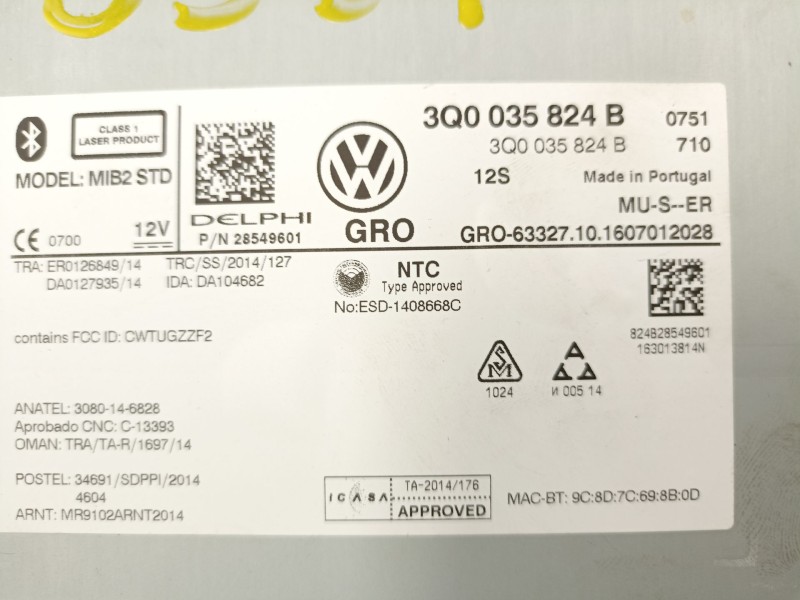 CLASS 1
LASER PRODUCT
MODEL: MIB2 STD
CE 0700
12V
DELPHI
P/N 28549601
GRO
3Q0 035 824 B 0751
3Q0 035 824 B 710
12S Made in Portugal
MU-S--ER
GRO-63327.10.1607012028
TRA: ER0126849/14 TRC/SS/2014/127
DA0127935/14 IDA: DA104682
NTC
Type Approved
No:ESD-1408668C
contains FCC ID: CWTUGZZF2
824B28549601
163013814N
SM
1024
И 005 14
ANATEL: 3080-14-6828
Aprobado CNC: C-13393
OMAN: TRA/TA-R/1697/14
POSTEL: 34691/SDPPI/2014
4604
ARNT: MR9102ARNT2014
ICASA TA-2014/176
APPROVED
MAC-BT: 9C:8D:7C:69:8B:0D